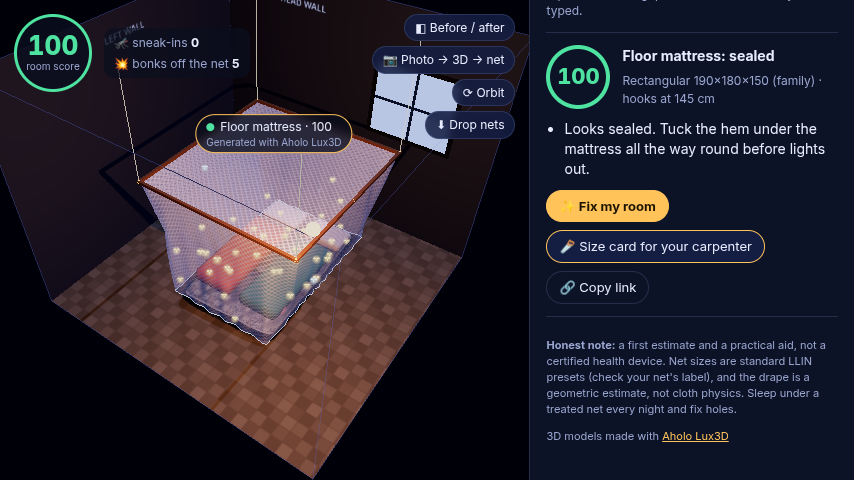 100
room score
LEFT WALL
HEAD WALL
🦟 sneak-ins 0
💥 bonks off the net 5
◧ Before / after
📷 Photo → 3D → net
⟳ Orbit
⬇ Drop nets
Floor mattress · 100
Generated with Aholo Lux3D
typed.
100
Floor mattress: sealed
Rectangular 190×180×150 (family) ·
hooks at 145 cm
• Looks sealed. Tuck the hem under the
mattress all the way round before lights
out.
✨ Fix my room
🪚 Size card for your carpenter
🔗 Copy link
Honest note: a first estimate and a practical aid, not a
certified health device. Net sizes are standard LLIN
presets (check your net's label), and the drape is a
geometric estimate, not cloth physics. Sleep under a
treated net every night and fix holes.
3D models made with Aholo Lux3D